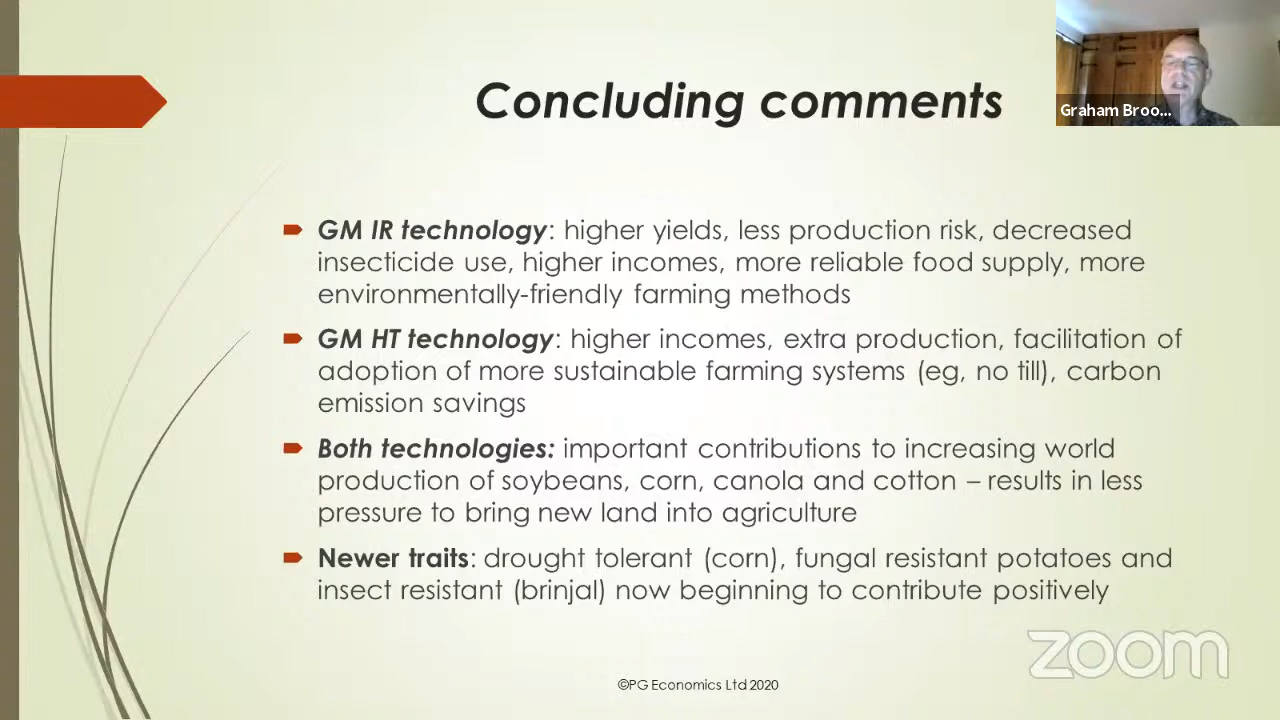 Concluding comments
Graham Broo...
GM IR technology: higher yields, less production risk, decreased
insecticide use, higher incomes, more reliable food supply, more
environmentally-friendly farming methods
GM HT technology: higher incomes, extra production, facilitation of
adoption of more sustainable farming systems (eg, no till), carbon
emission savings
Both technologies: important contributions to increasing world
production of soybeans, corn, canola and cotton – results in less
pressure to bring new land into agriculture
Newer traits: drought tolerant (corn), fungal resistant potatoes and
insect resistant (brinjal) now beginning to contribute positively
zoom
©PG Economics Ltd 2020